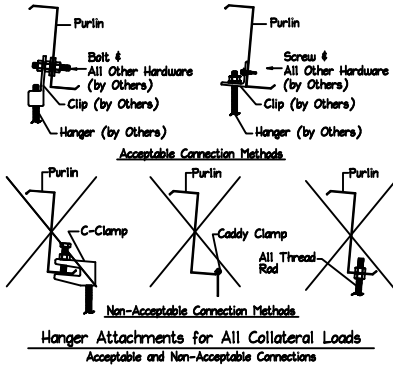 Purlin
Bolt &
All Other Hardware
(by Others)
Clip (by Others)
Hanger (by Others)
Purlin
Screw &
All Other Hardware
(by Others)
Clip (by Others)
Hanger (by Others)
Acceptable Connection Methods
Purlin
C-Clamp
Purlin
Caddy Clamp
Purlin
All Thread
Rod
Non-Acceptable Connection Methods
Hanger Attachments for All Collateral Loads
Acceptable and Non-Acceptable Connections